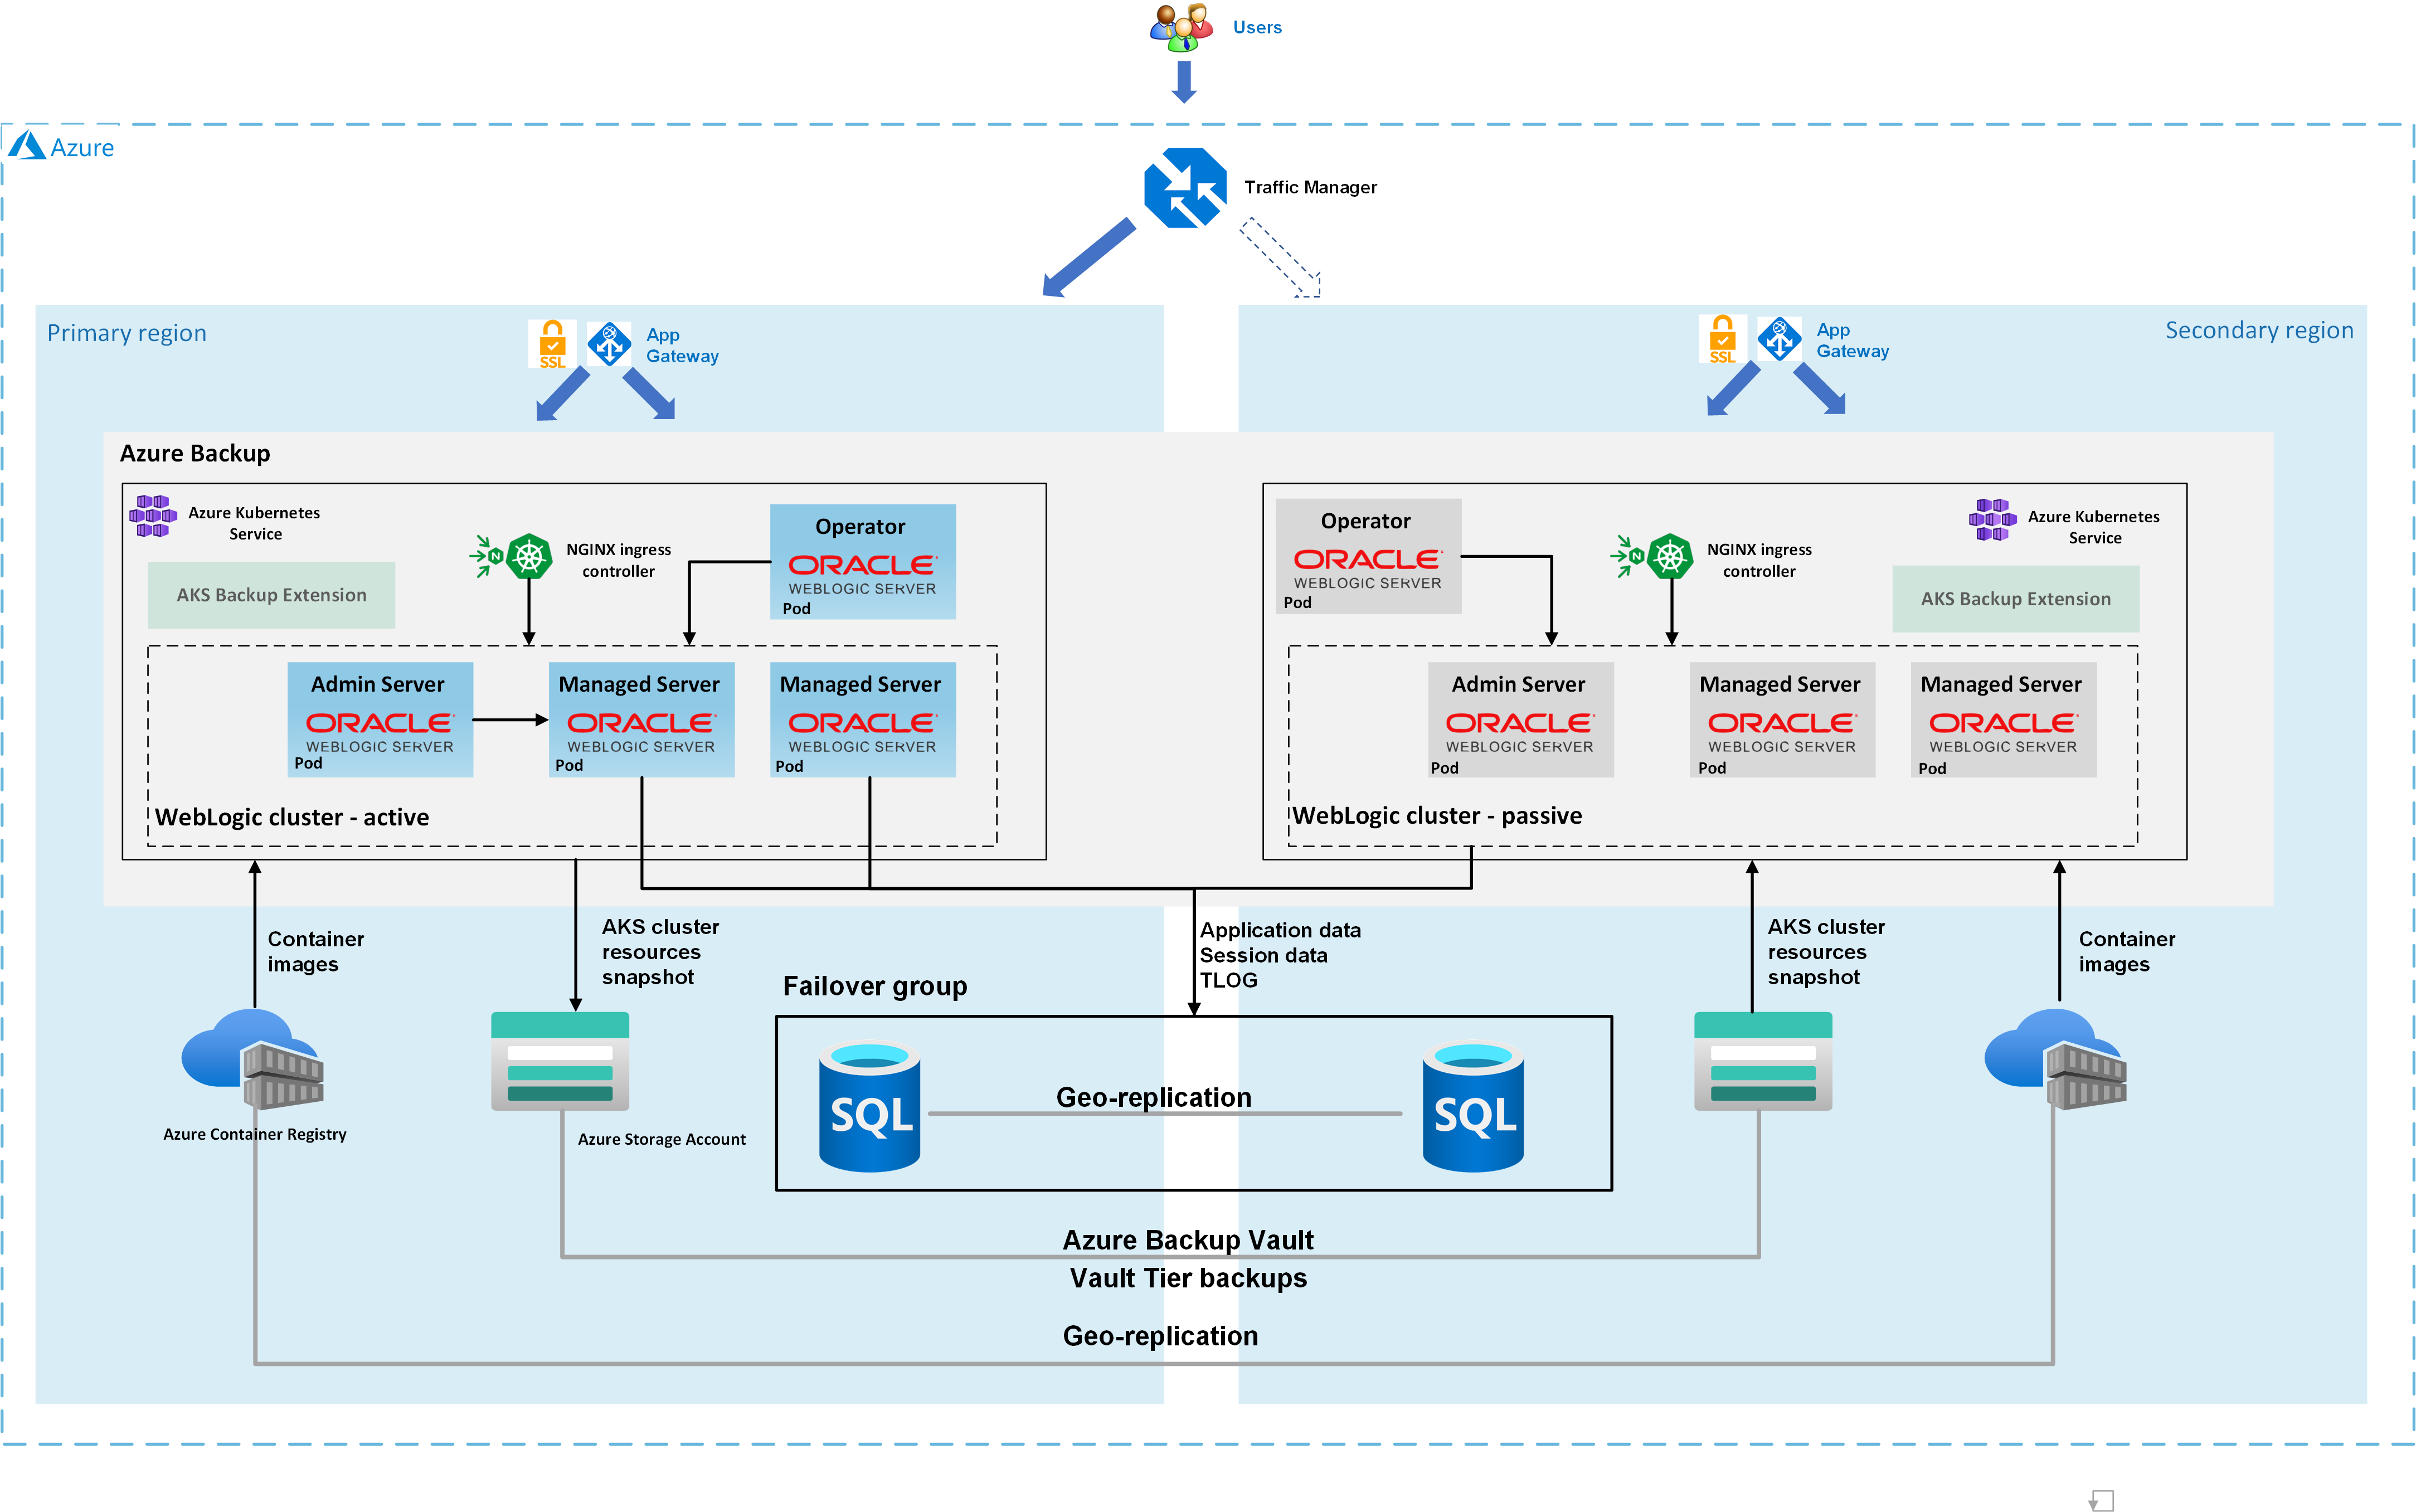 Users
Azure
Traffic Manager
Primary region
SSL
App
Gateway
SSL
App
Gateway
Secondary region
Azure Backup
Azure Kubernetes
Service
AKS Backup Extension
N
NGINX ingress
controller
Operator
ORACLE
WEBLOGIC SERVER
Pod
Admin Server
ORACLE
WEBLOGIC SERVER
Pod
Managed Server
ORACLE
WEBLOGIC SERVER
Pod
Managed Server
ORACLE
WEBLOGIC SERVER
Pod
WebLogic cluster - active
Operator
ORACLE
WEBLOGIC SERVER
Pod
N
NGINX ingress
controller
Azure Kubernetes
Service
AKS Backup Extension
Admin Server
ORACLE
WEBLOGIC SERVER
Pod
Managed Server
ORACLE
WEBLOGIC SERVER
Pod
Managed Server
ORACLE
WEBLOGIC SERVER
Pod
WebLogic cluster - passive
Container
images
AKS cluster
resources
snapshot
Application data
Session data
TLOG
AKS cluster
resources
snapshot
Container
images
Failover group
SQL
Geo-replication
SQL
Azure Container Registry
Azure Storage Account
Azure Backup Vault
Vault Tier backups
Geo-replication